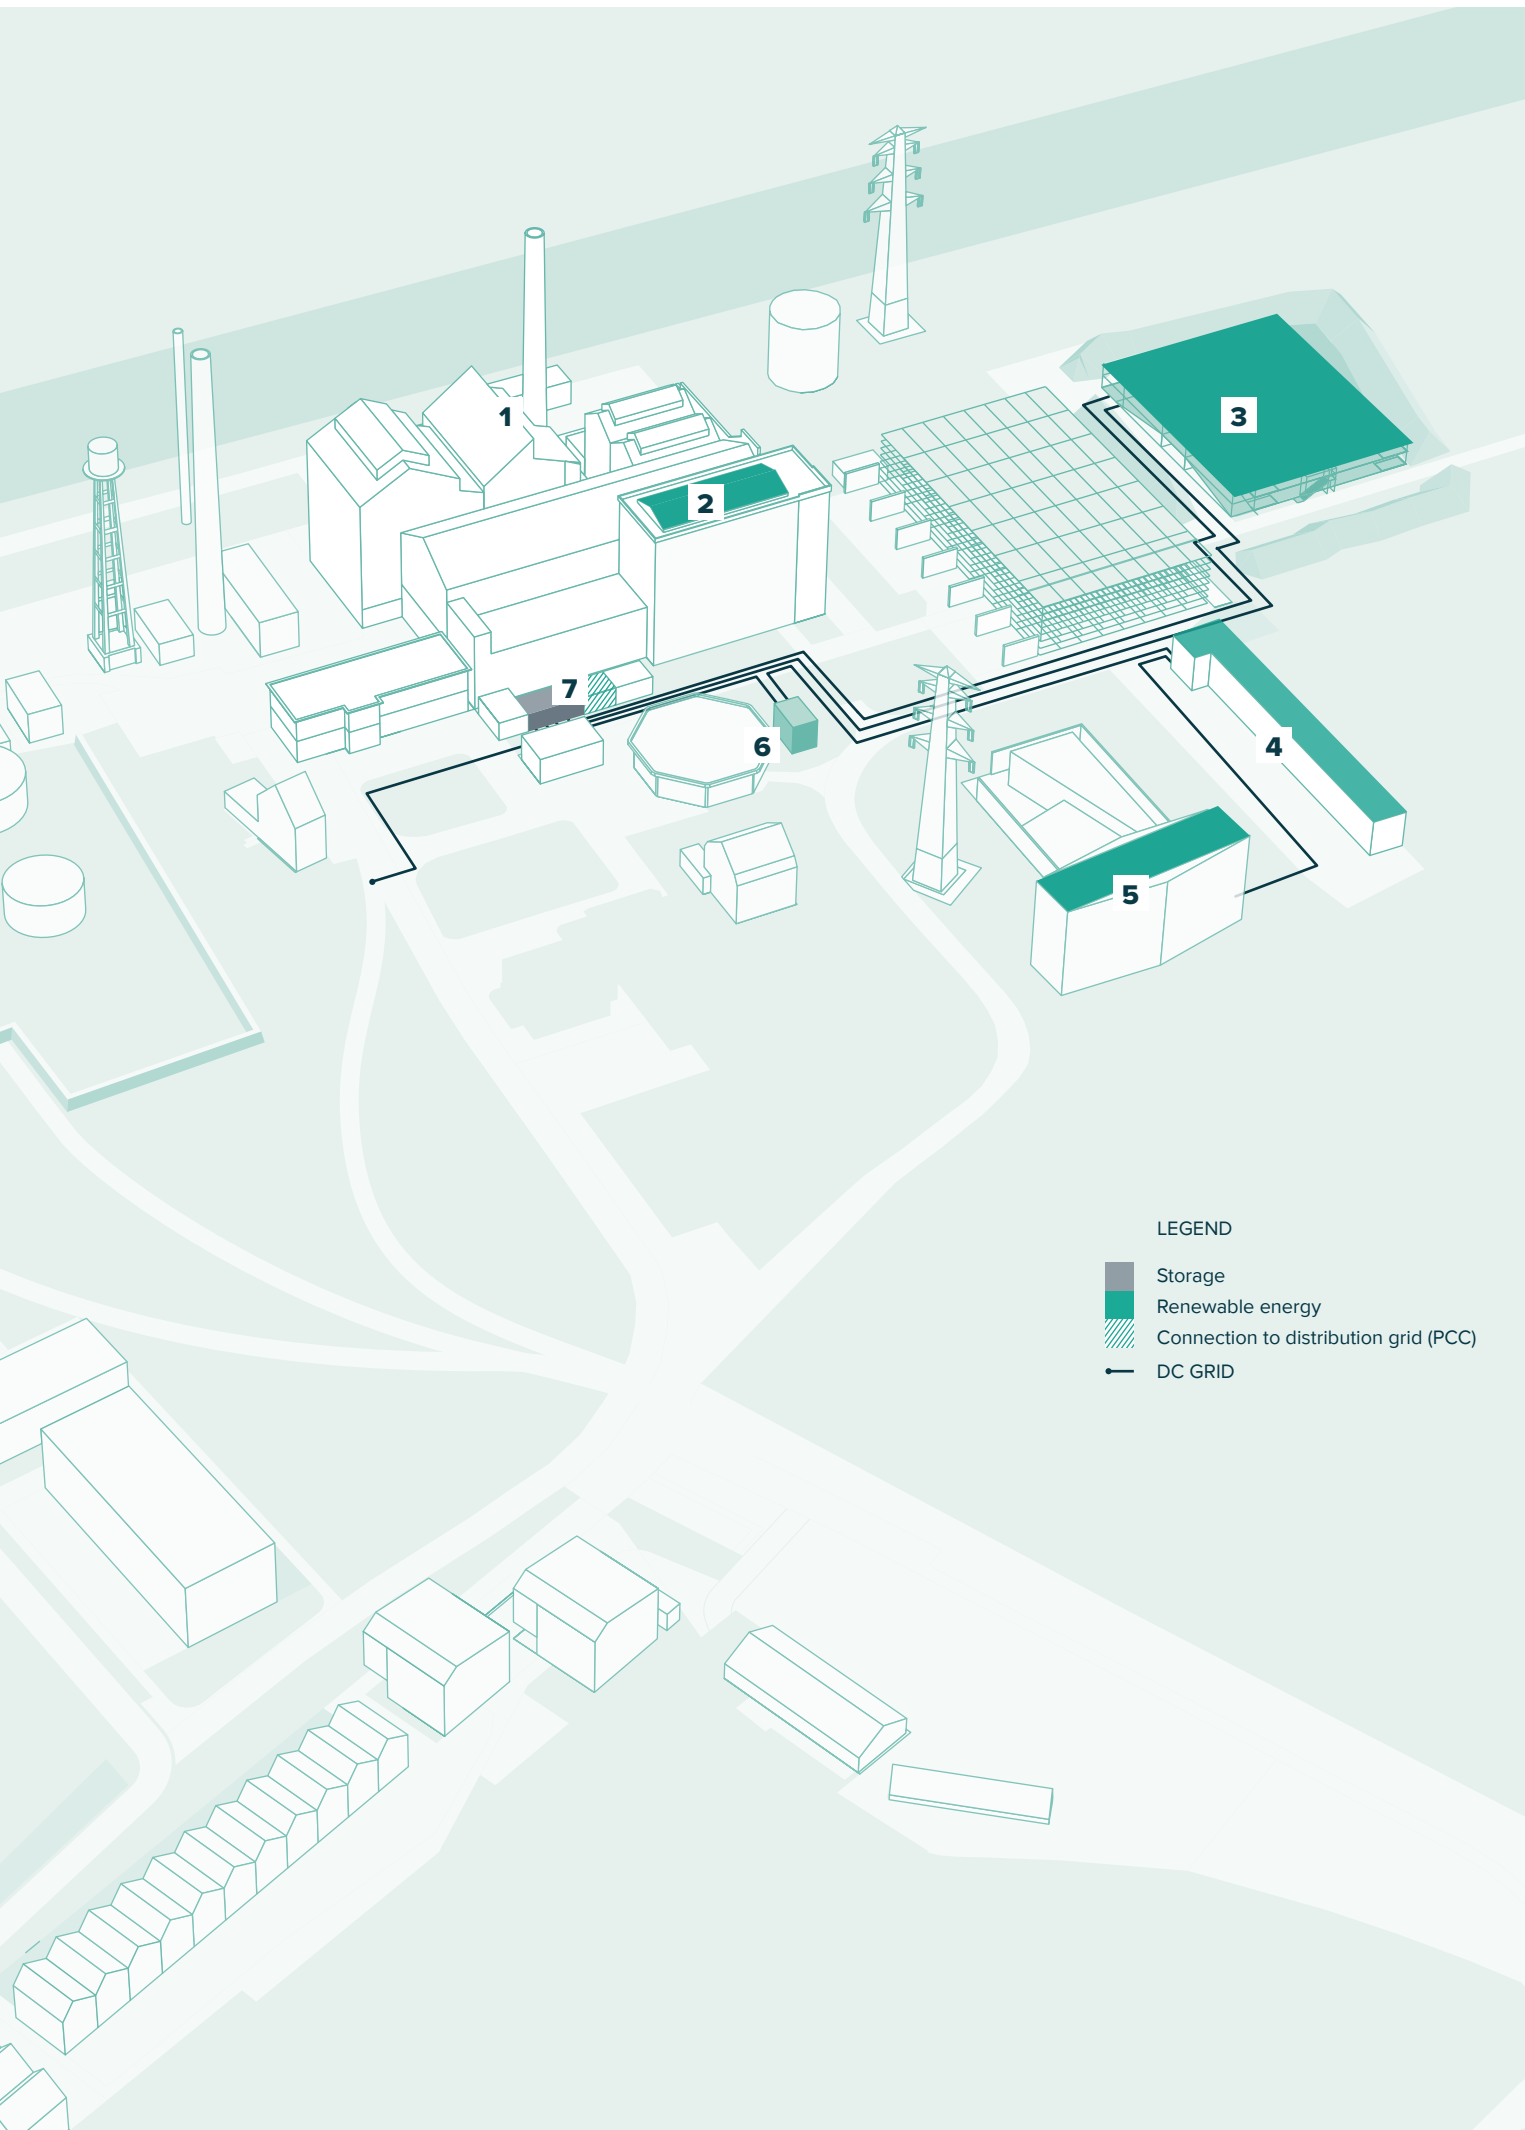 1
2
3
7
6
4
5
LEGEND
Storage
Renewable energy
Connection to distribution grid (PCC)
DC GRID